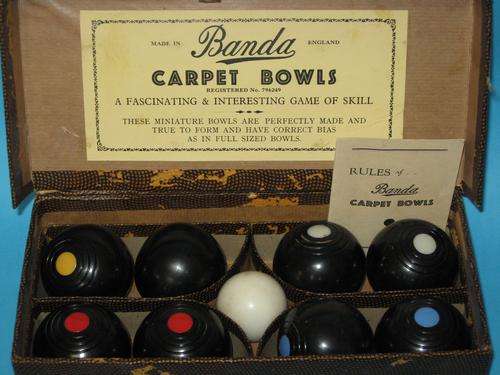 MADE IN Banda ENGLAND
CARPET BOWLS
REGISTERED No. 794249
A FASCINATING & INTERESTING GAME OF SKILL
THESE MINIATURE BOWLS ARE PERFECTLY MADE AND
TRUE TO FORM AND HAVE CORRECT BIAS
AS IN FULL SIZED BOWLS.
RULES of..
Banda
CARPET BOWLS